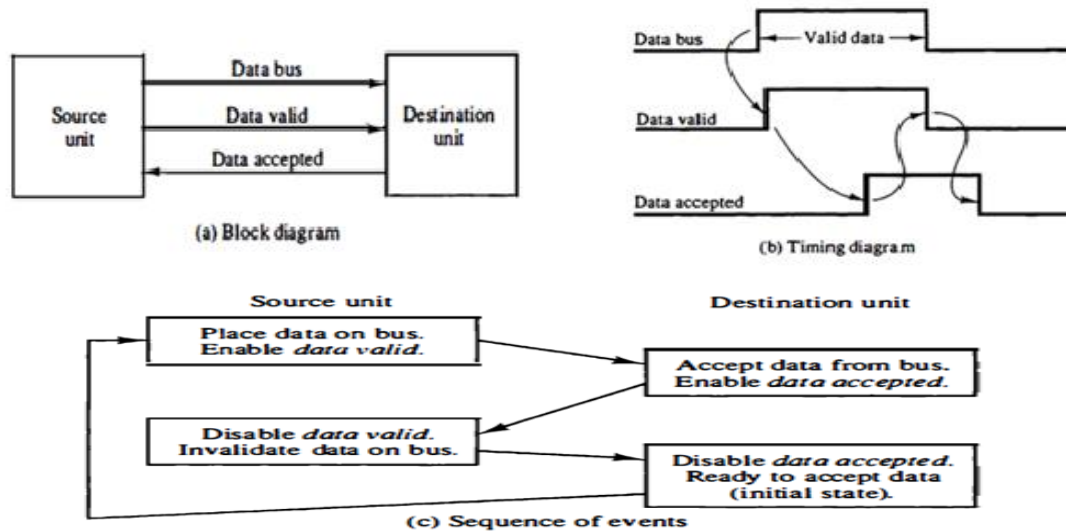 Data bus
Source
unit
Data valid
Destination
unit
Data accepted
(a) Block diagram
Data bus
Valid data
Data valid
Data accepted
(b) Timing diagram
Source unit
Destination unit
Place data on bus.
Enable data valid.
Accept data from bus.
Enable data accepted.
Disable data valid.
Invalidate data on bus.
Disable data accepted.
Ready to accept data
(initial state).
(c) Sequence of events